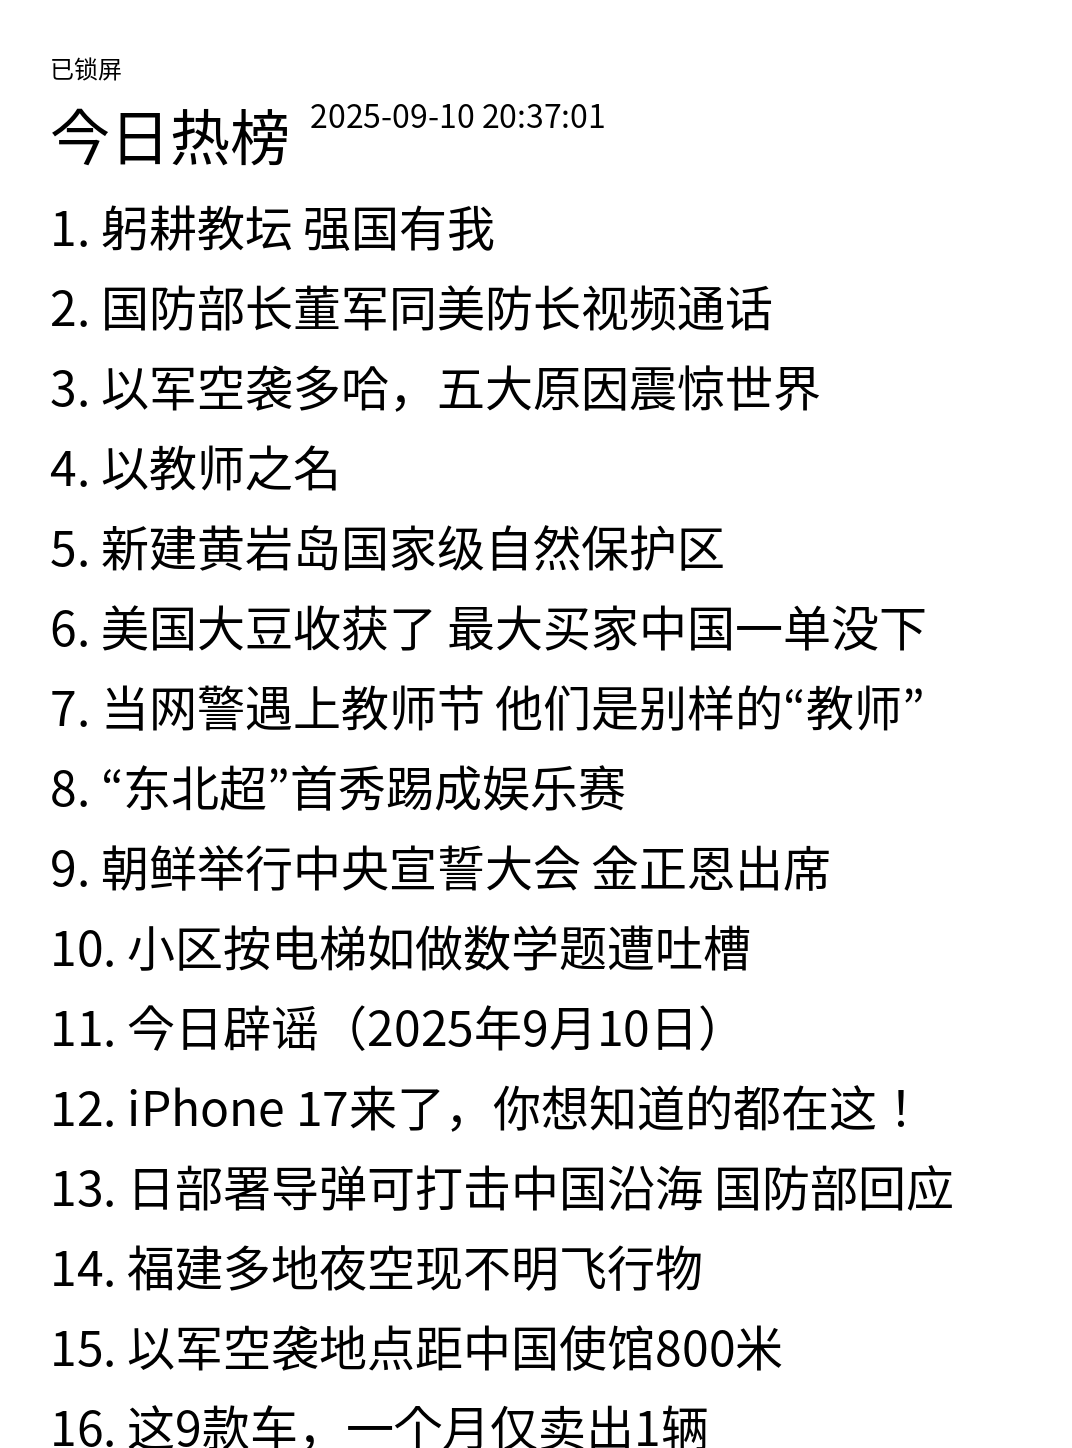 已锁屏
今日热榜 2025-09-10 20:37:01
1. 躬耕教坛 强国有我
2. 国防部长董军同美防长视频通话
3. 以军空袭多哈，五大原因震惊世界
4. 以教师之名
5. 新建黄岩岛国家级自然保护区
6. 美国大豆收获了 最大买家中国一单没下
7. 当网警遇上教师节 他们是别样的“教师”
8. “东北超”首秀踢成娱乐赛
9. 朝鲜举行中央宣誓大会 金正恩出席
10. 小区按电梯如做数学题遭吐槽
11. 今日辟谣（2025年9月10日）
12. iPhone 17来了，你想知道的都在这！
13. 日部署导弹可打击中国沿海 国防部回应
14. 福建多地夜空现不明飞行物
15. 以军空袭地点距中国使馆800米
16. 这9款车，一个月仅卖出1辆